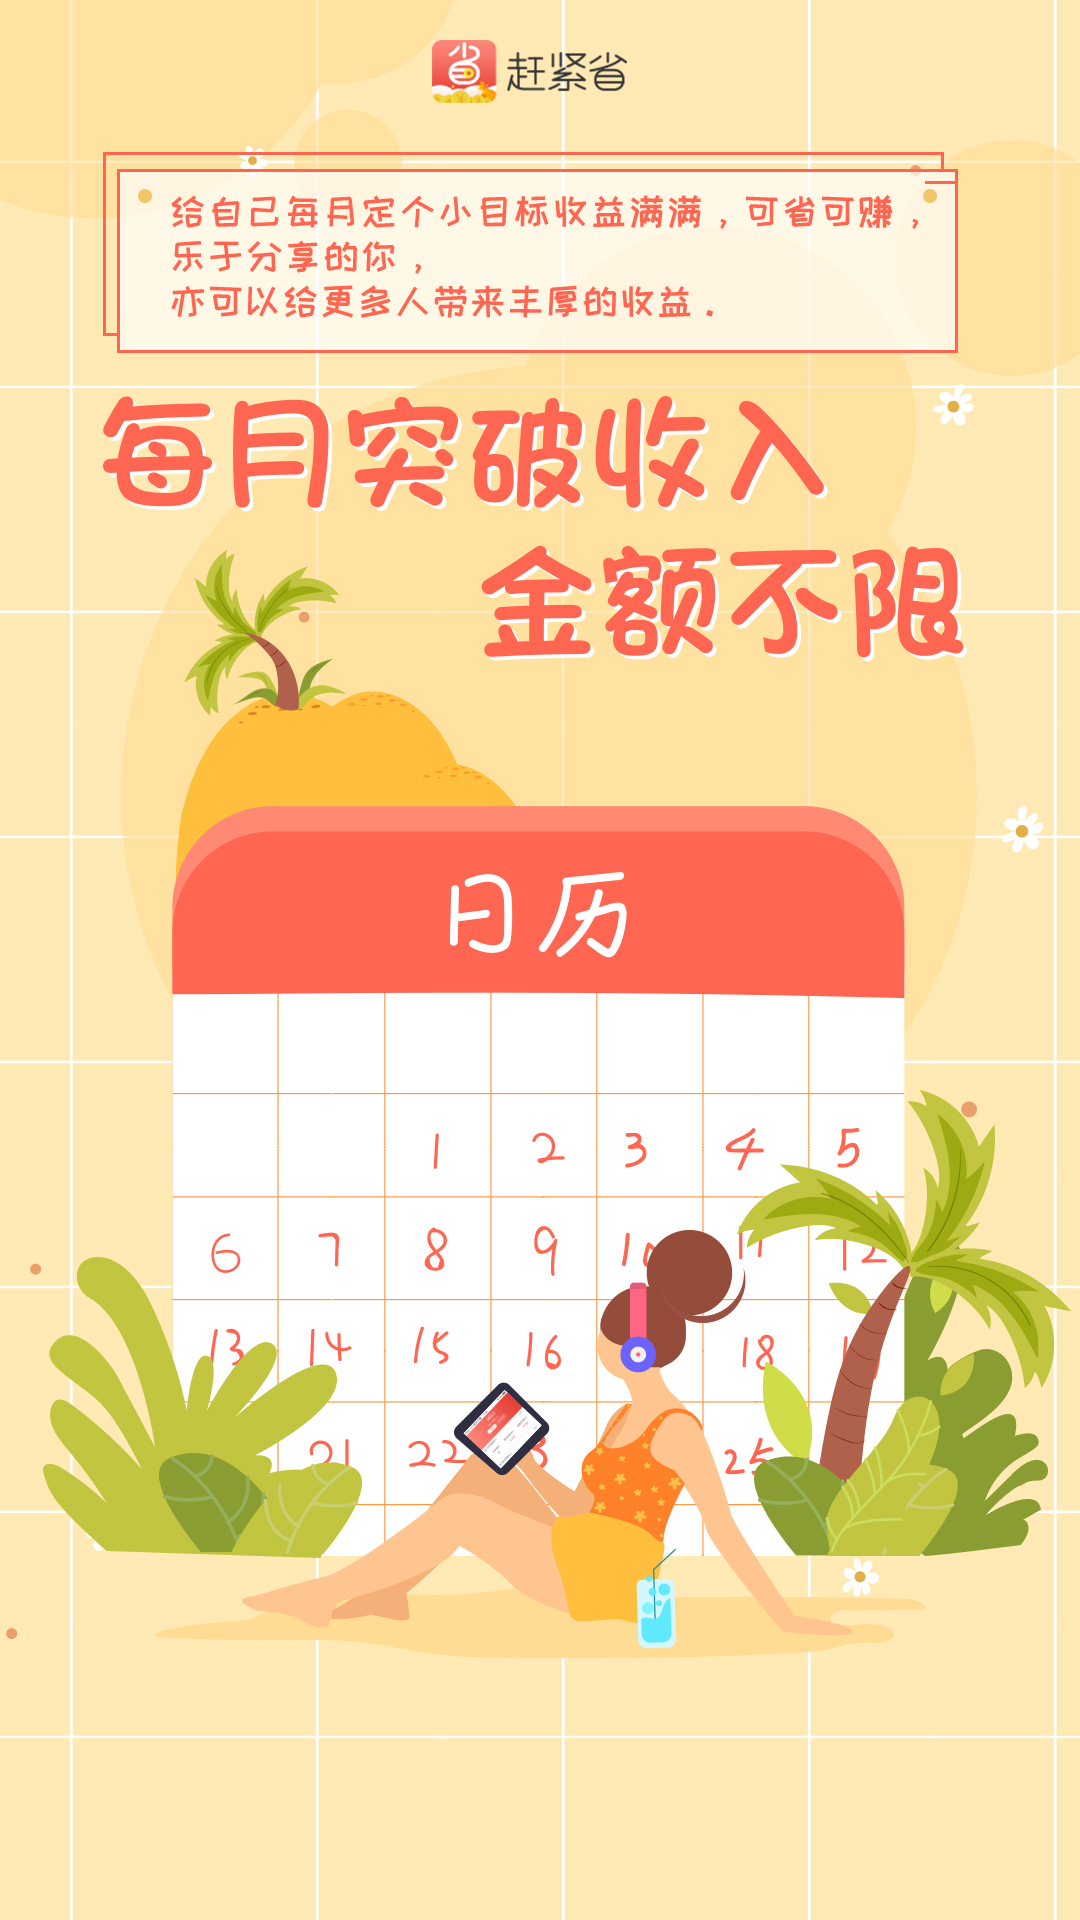 省 赶紧省
给自己每月定个小目标收益满满，可省可赚，
乐于分享的你，
亦可以给更多人带来丰厚的收益．
每月突破收入
金额不限
日历
1 2 3 4 5
6 7 8 9 10 11 12
13 14 15 16 18
21 22 25